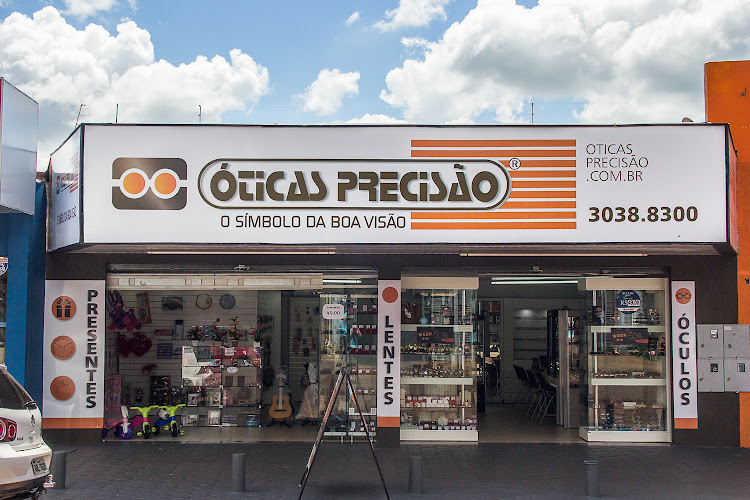 ÓTICAS PRECISÃO®
O SÍMBOLO DA BOA VISÃO
OTICAS
PRECISÃO
.COM.BR
3038.8300
PRESENTES
LENTES
ÓCULOS